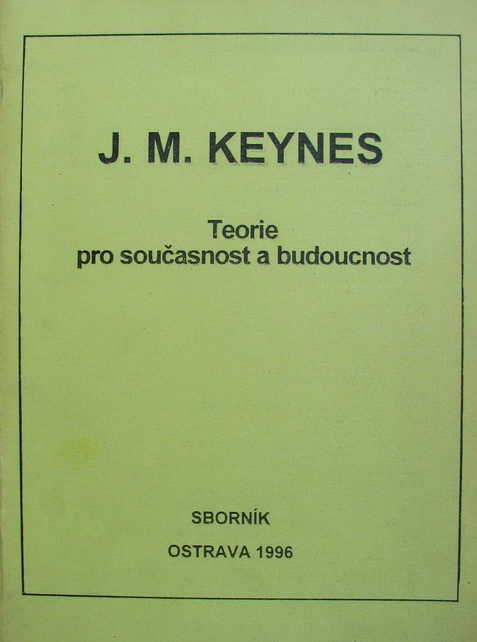 J. M. KEYNES
Teorie
pro současnost a budoucnost
SBORNÍK
OSTRAVA 1996